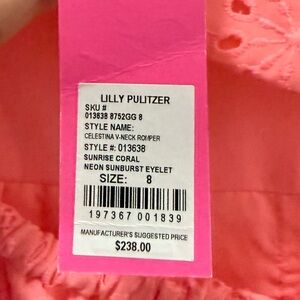 LILLY PULITZER
SKU #
013638 8752GG 8
STYLE NAME:
CELESTINA V-NECK ROMPER
STYLE #: 013638
SUNRISE CORAL
NEON SUNBURST EYELET
SIZE: 8
197367 001839
MANUFACTURER'S SUGGESTED PRICE
$238.00